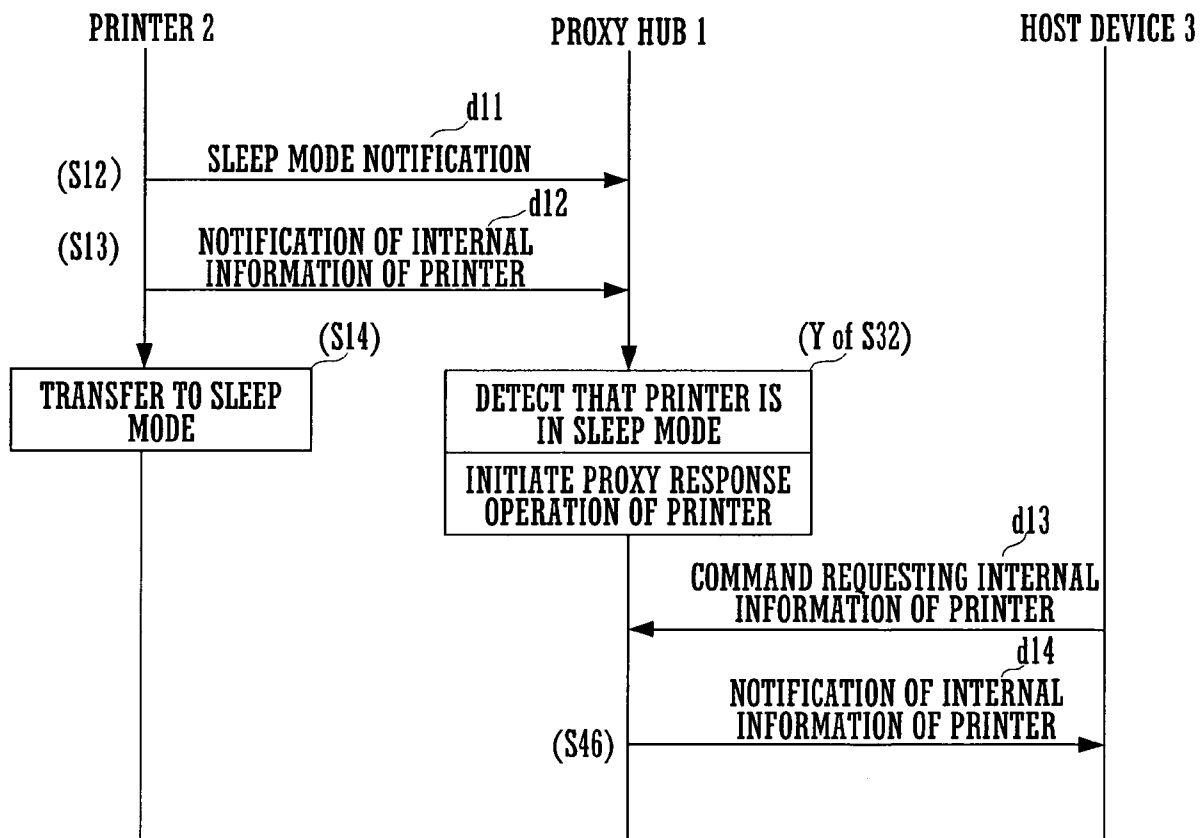 PRINTER 2
PROXY HUB 1
HOST DEVICE 3
d11
SLEEP MODE NOTIFICATION
(S12)
d12
(S13)
NOTIFICATION OF INTERNAL
INFORMATION OF PRINTER
(S14)
(Y of S32)
TRANSFER TO SLEEP
MODE
DETECT THAT PRINTER IS
IN SLEEP MODE
INITIATE PROXY RESPONSE
OPERATION OF PRINTER
d13
COMMAND REQUESTING INTERNAL
INFORMATION OF PRINTER
d14
NOTIFICATION OF INTERNAL
INFORMATION OF PRINTER
(S46)